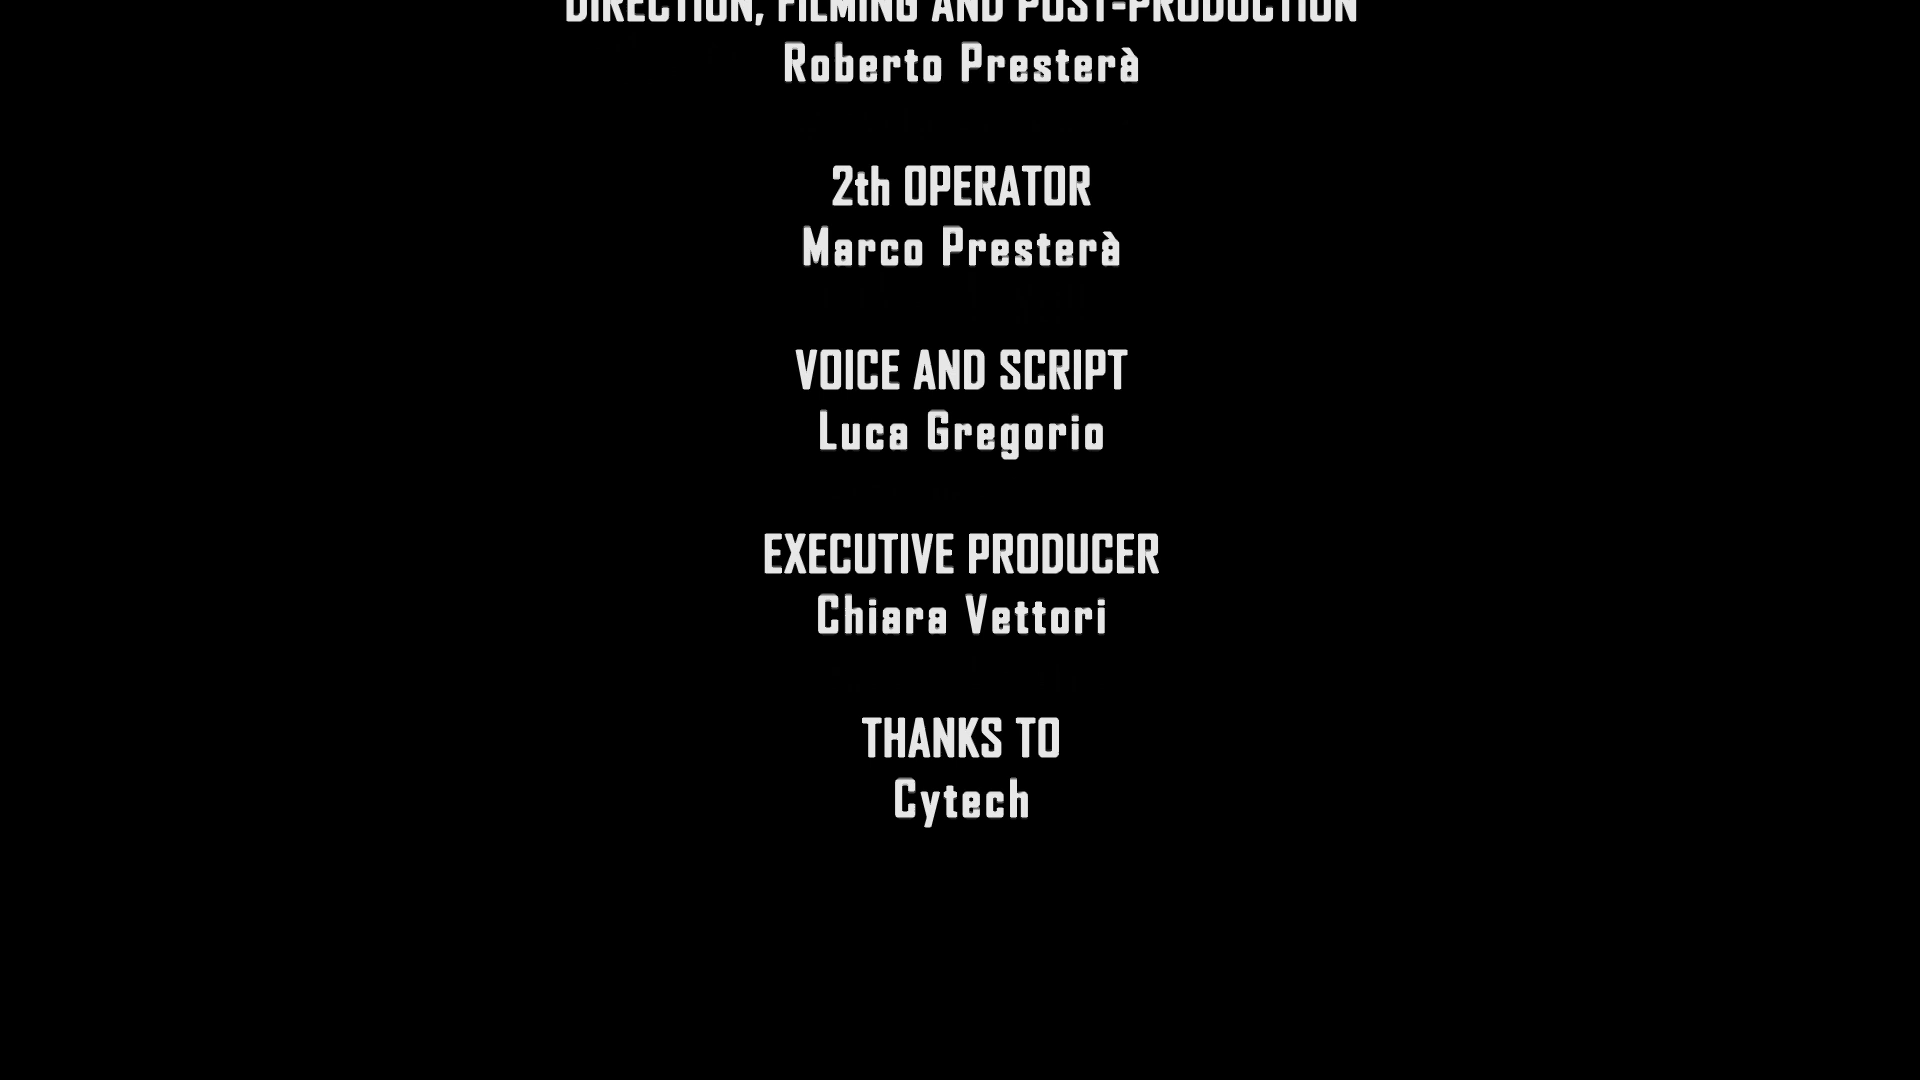 DIRECTION, FILMING AND POST-PRODUCTION
Roberto Presterà
2th OPERATOR
Marco Presterà
VOICE AND SCRIPT
Luca Gregorio
EXECUTIVE PRODUCER
Chiara Vettori
THANKS TO
Cytech